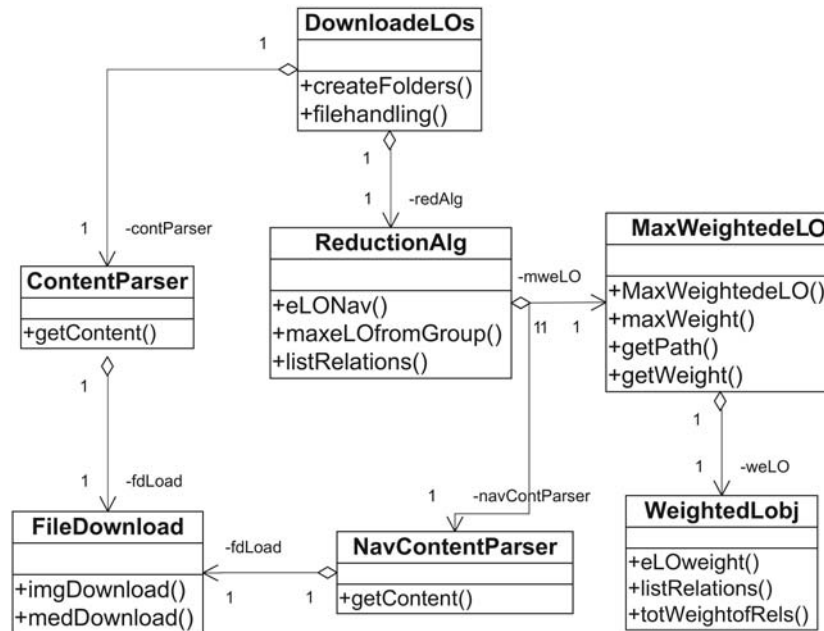 DownloadeLOs
+createFolders()
+filehandling()
1
1
1
1
-contParser
1
-redAlg
ContentParser
+getContent()
ReductionAlg
+eLONav()
+maxeLOfromGroup()
+listRelations()
-mweLO
11
1
MaxWeightedeLO
+MaxWeightedeLO()
+maxWeight()
+getPath()
+getWeight()
1
1
-fdLoad
1
1
-weLO
1
-navContParser
FileDownload
+imgDownload()
+medDownload()
-fdLoad
1
1
NavContentParser
+getContent()
WeightedLobj
+eLOweight()
+listRelations()
+totWeightofRels()